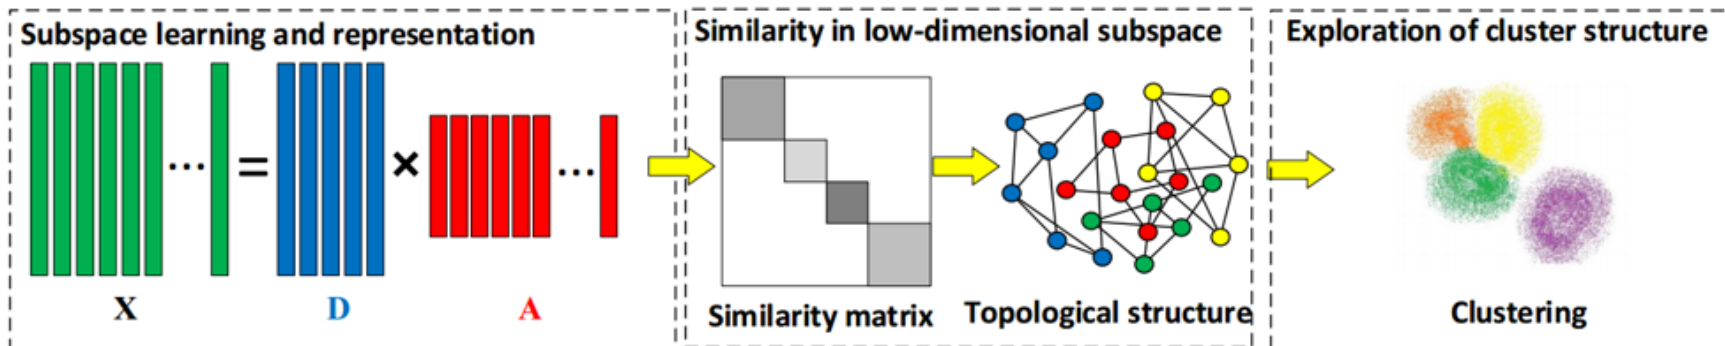 Subspace learning and representation
... = × ...
X D A
Similarity in low-dimensional subspace
Similarity matrix
Topological structure
Exploration of cluster structure
Clustering